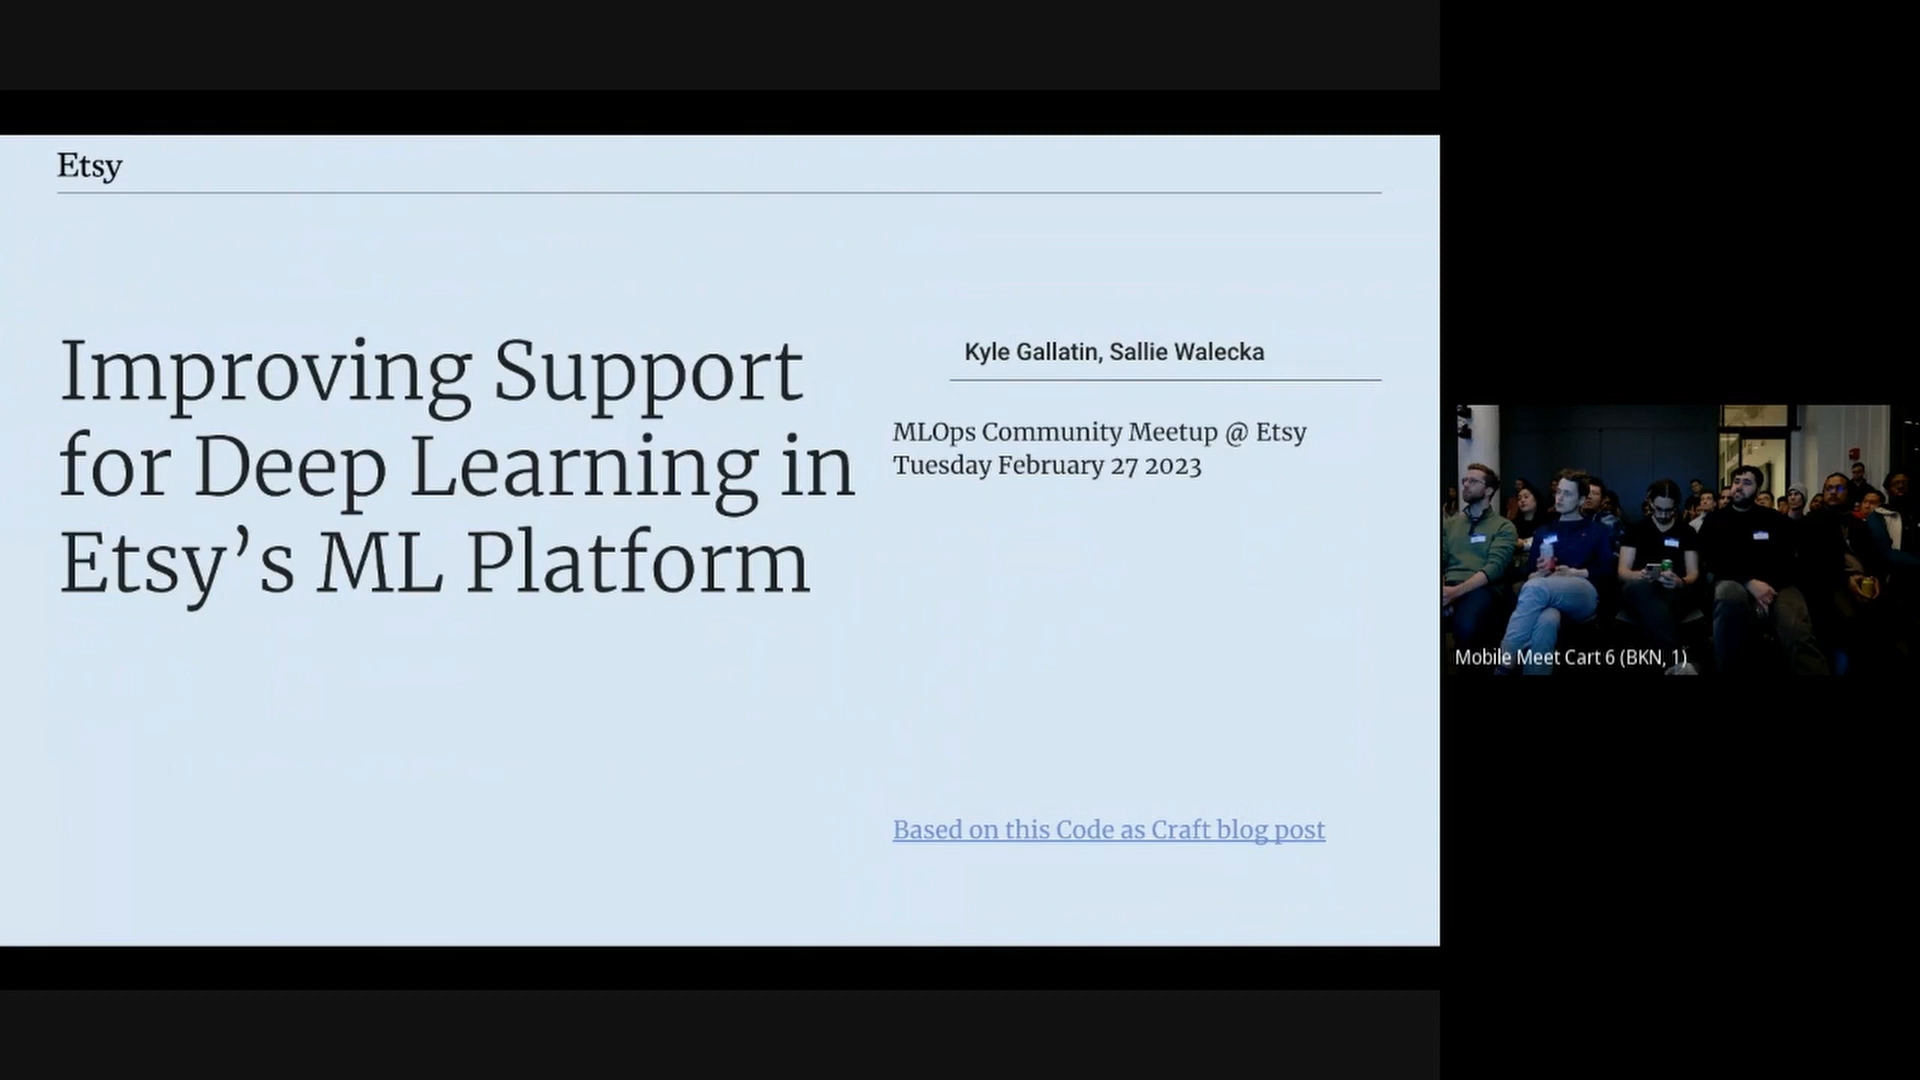 Etsy
Improving Support
for Deep Learning in
Etsy’s ML Platform
Kyle Gallatin, Sallie Walecka
MLOps Community Meetup @ Etsy
Tuesday February 27 2023
Based on this Code as Craft blog post
Mobile Meet Cart 6 (BKN, 1)